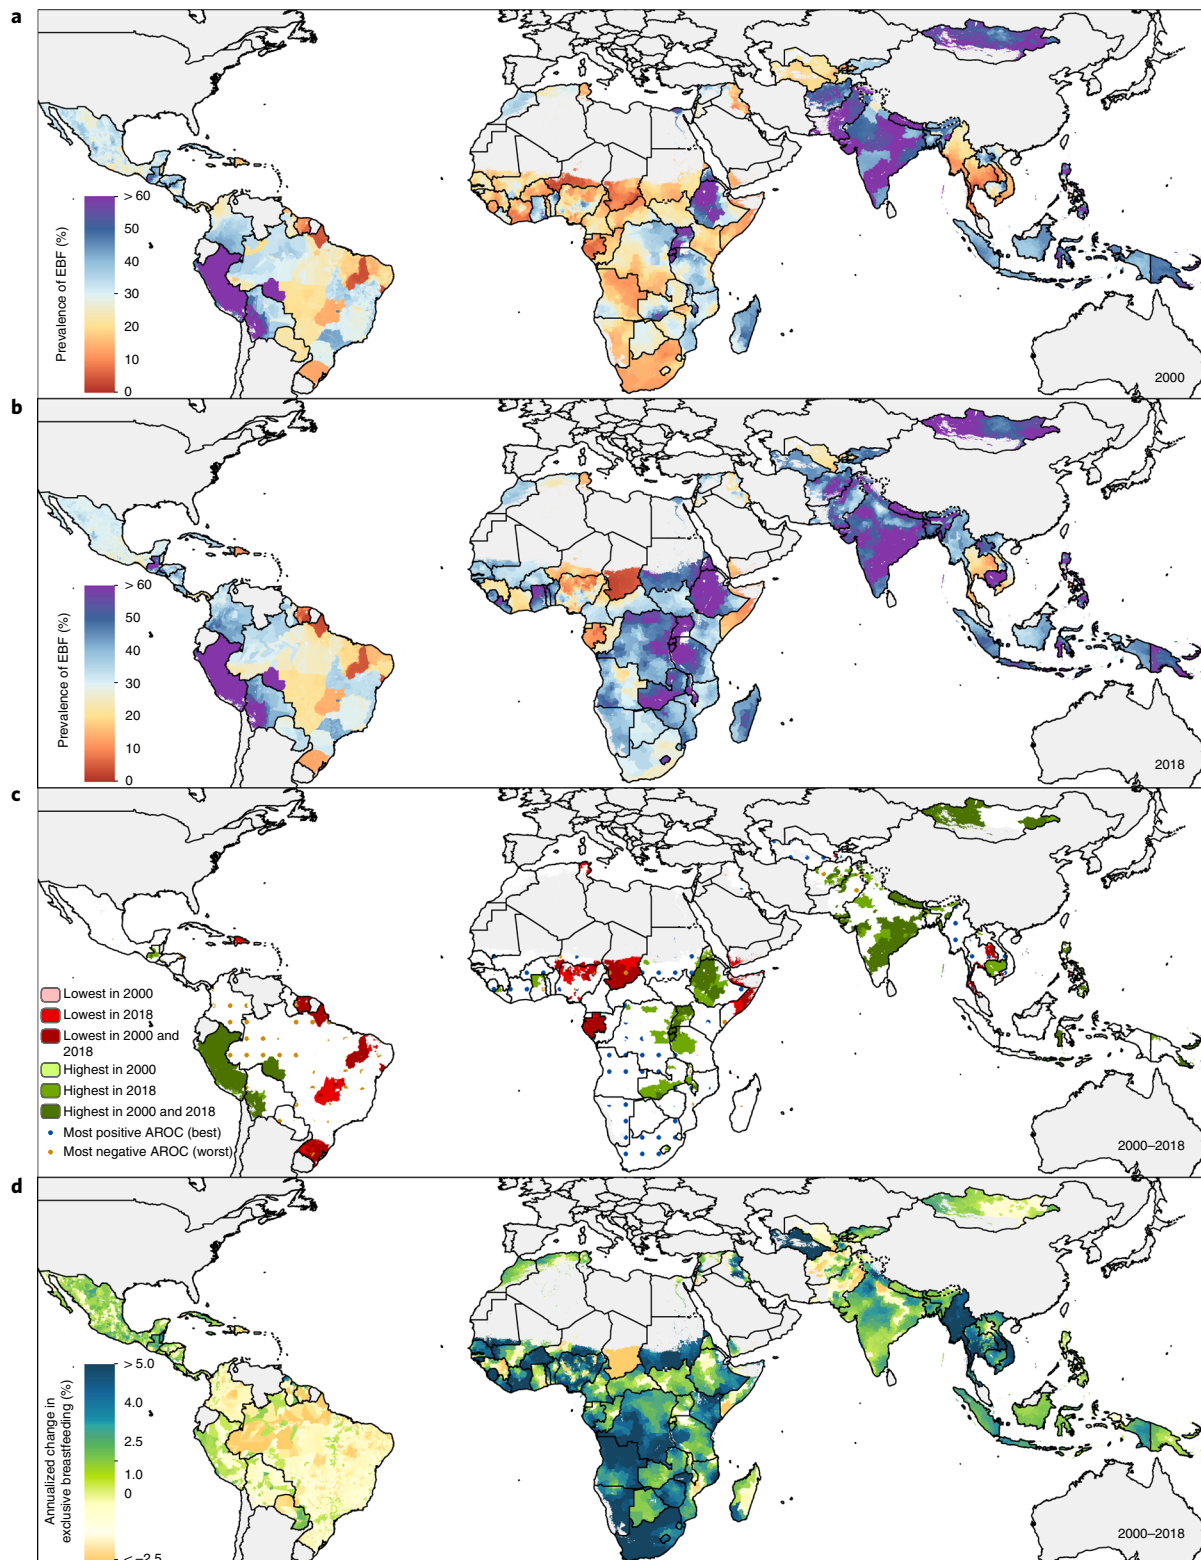 a
Prevalence of EBF (%)
> 60
50
40
30
20
10
0
2000
b
Prevalence of EBF (%)
> 60
50
40
30
20
10
0
2018
c
Lowest in 2000
Lowest in 2018
Lowest in 2000 and
2018
Highest in 2000
Highest in 2018
Highest in 2000 and 2018
Most positive AROC (best)
Most negative AROC (worst)
2000–2018
d
Annualized change in
exclusive breastfeeding (%)
> 5.0
4.0
2.5
1.0
0
< –2.5
2000–2018